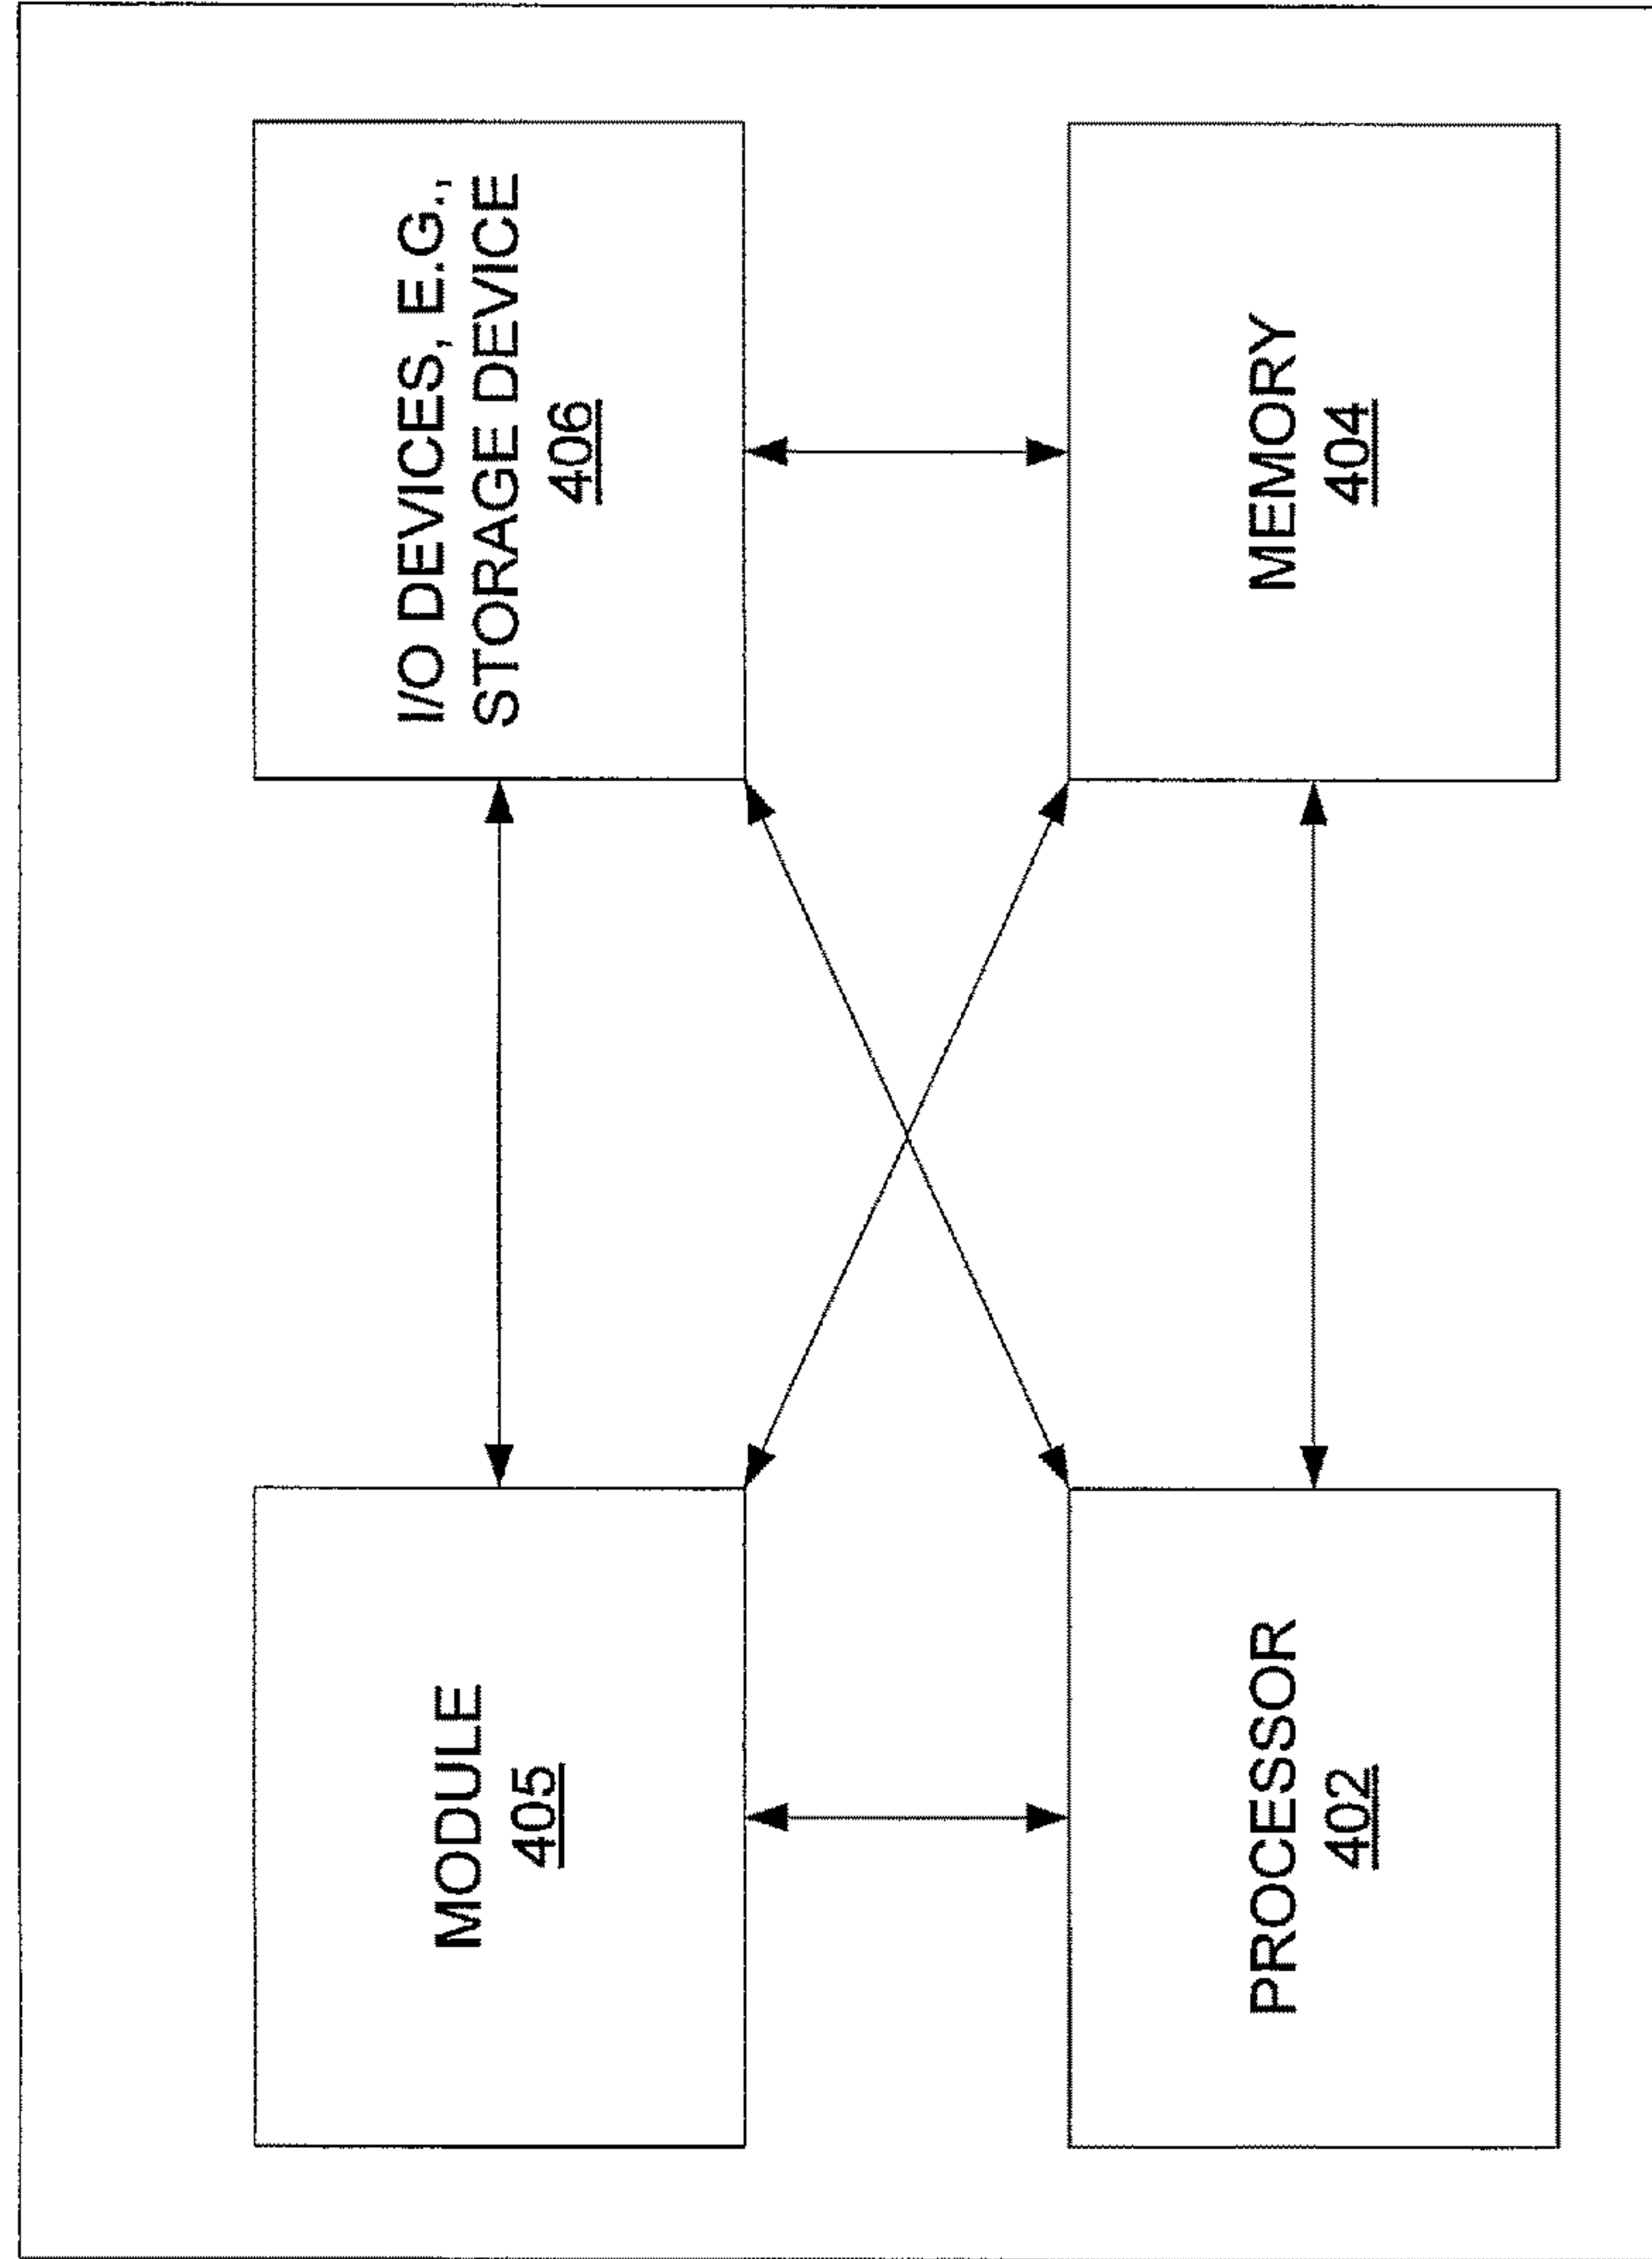 MODULE
405
I/O DEVICES, E.G.,
STORAGE DEVICE
406
PROCESSOR
402
MEMORY
404